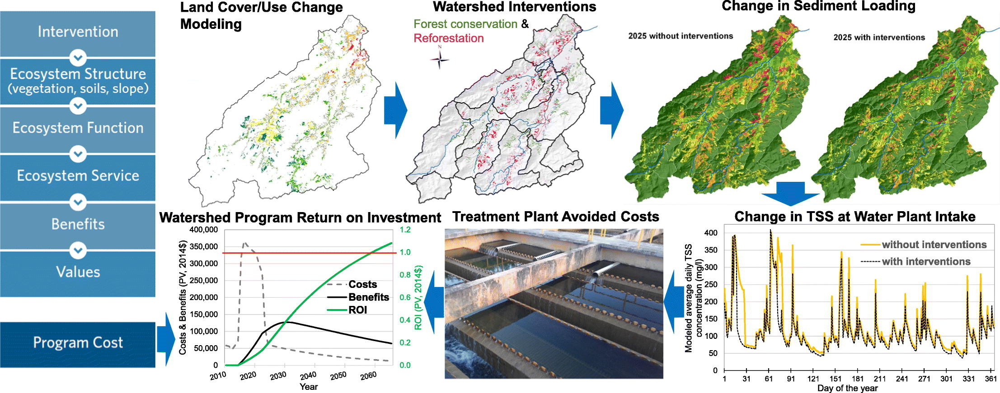 Intervention
Ecosystem Structure
(vegetation, soils, slope)
Ecosystem Function
Ecosystem Service
Benefits
Values
Program Cost
Land Cover/Use Change
Modeling
Watershed Interventions
Forest conservation &
Reforestation
N
Change in Sediment Loading
2025 without interventions
2025 with interventions
Watershed Program Return on Investment
Costs & Benefits (PV, 2014$)
400,000
350,000
300,000
250,000
200,000
150,000
100,000
50,000
0
1.2
1.0
0.8
0.6
0.4
0.2
0.0
ROI (PV, 2014$)
Costs
Benefits
ROI
2010
2020
2030
2040
2050
2060
Year
Treatment Plant Avoided Costs
Change in TSS at Water Plant Intake
Modeled average daily TSS
concentration (mg/l)
400
350
300
250
200
150
100
50
0
without interventions
with interventions
1
31
61
91
121
151
181
211
241
271
301
331
361
Day of the year